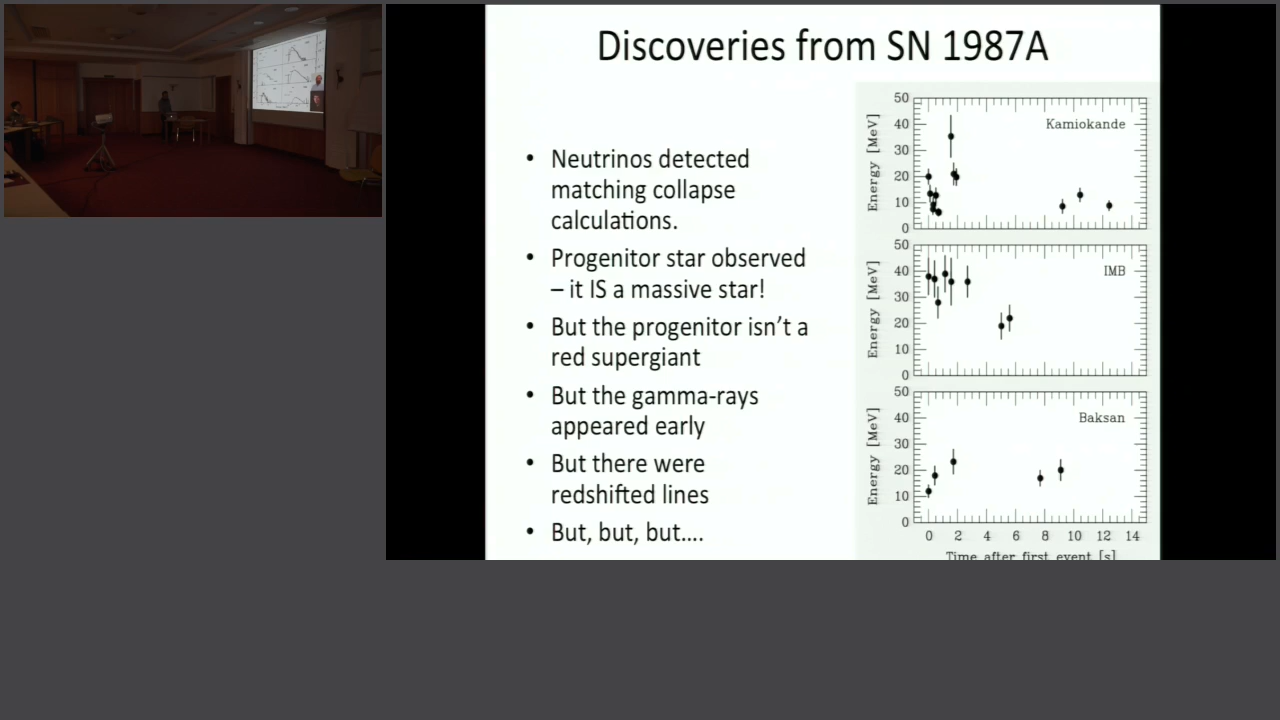 Discoveries from SN 1987A
• Neutrinos detected
matching collapse
calculations.
• Progenitor star observed
– it IS a massive star!
• But the progenitor isn't a
red supergiant
• But the gamma-rays
appeared early
• But there were
redshifted lines
• But, but, but....
50
40
30
20
10
0
Energy [MeV]
Kamiokande
50
40
30
20
10
0
Energy [MeV]
IMB
50
40
30
20
10
0
Energy [MeV]
Baksan
0 2 4 6 8 10 12 14
Time after first event [s]